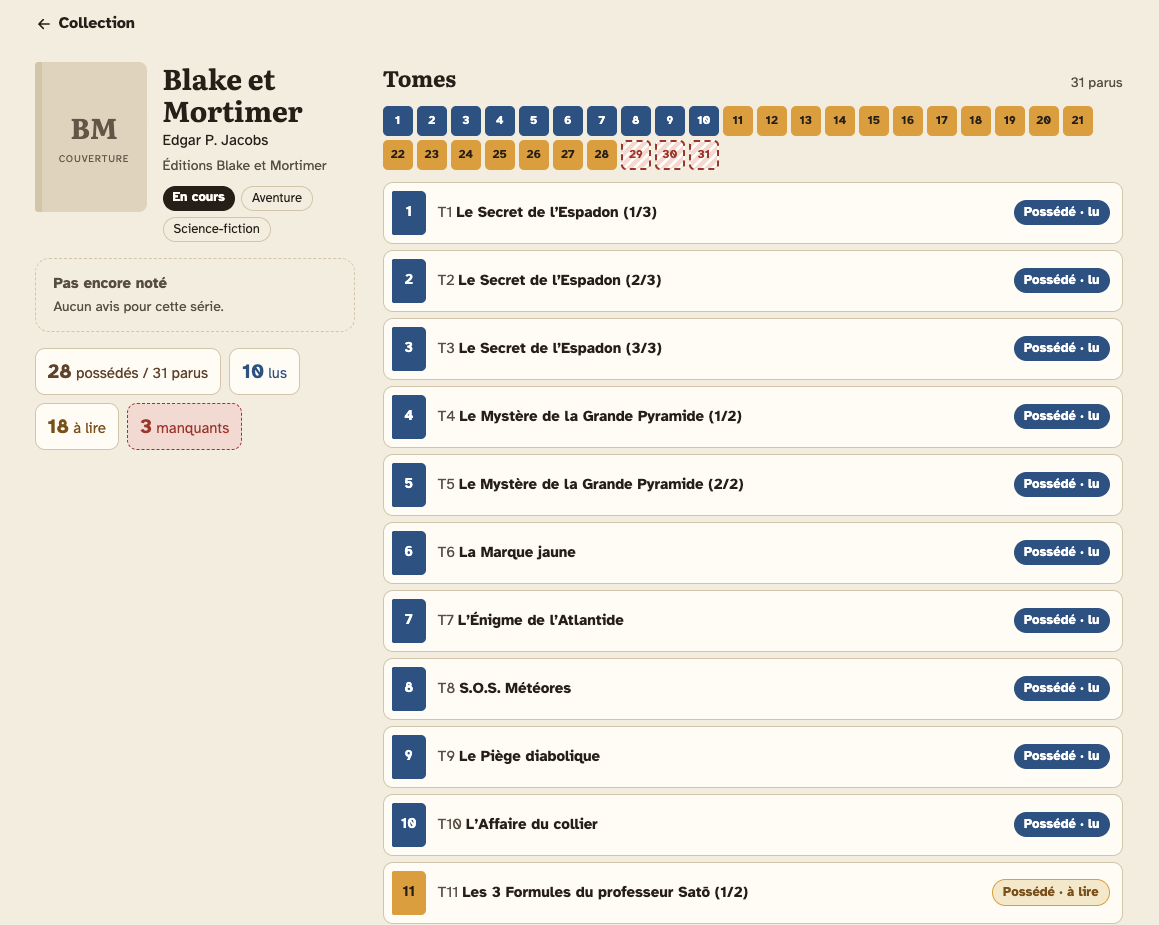 ← Collection
BM
COUVERTURE
Blake et
Mortimer
Edgar P. Jacobs
Éditions Blake et Mortimer
En cours Aventure
Science-fiction
Pas encore noté
Aucun avis pour cette série.
28 possédés / 31 parus 10 lus
18 à lire 3 manquants
Tomes 31 parus
1 2 3 4 5 6 7 8 9 10 11 12 13 14 15 16 17 18 19 20 21
22 23 24 25 26 27 28 29 30 31
1 T1 Le Secret de l’Espadon (1/3) Possédé · lu
2 T2 Le Secret de l’Espadon (2/3) Possédé · lu
3 T3 Le Secret de l’Espadon (3/3) Possédé · lu
4 T4 Le Mystère de la Grande Pyramide (1/2) Possédé · lu
5 T5 Le Mystère de la Grande Pyramide (2/2) Possédé · lu
6 T6 La Marque jaune Possédé · lu
7 T7 L’Énigme de l’Atlantide Possédé · lu
8 T8 S.O.S. Météores Possédé · lu
9 T9 Le Piège diabolique Possédé · lu
10 T10 L’Affaire du collier Possédé · lu
11 T11 Les 3 Formules du professeur Satō (1/2) Possédé · à lire